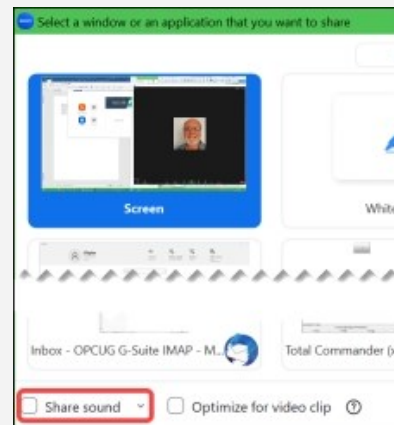 Select a window or an application that you want to share
Screen
White
Inbox - OPCUG G-Suite IMAP - M...
Total Commander (x
Share sound
Optimize for video clip